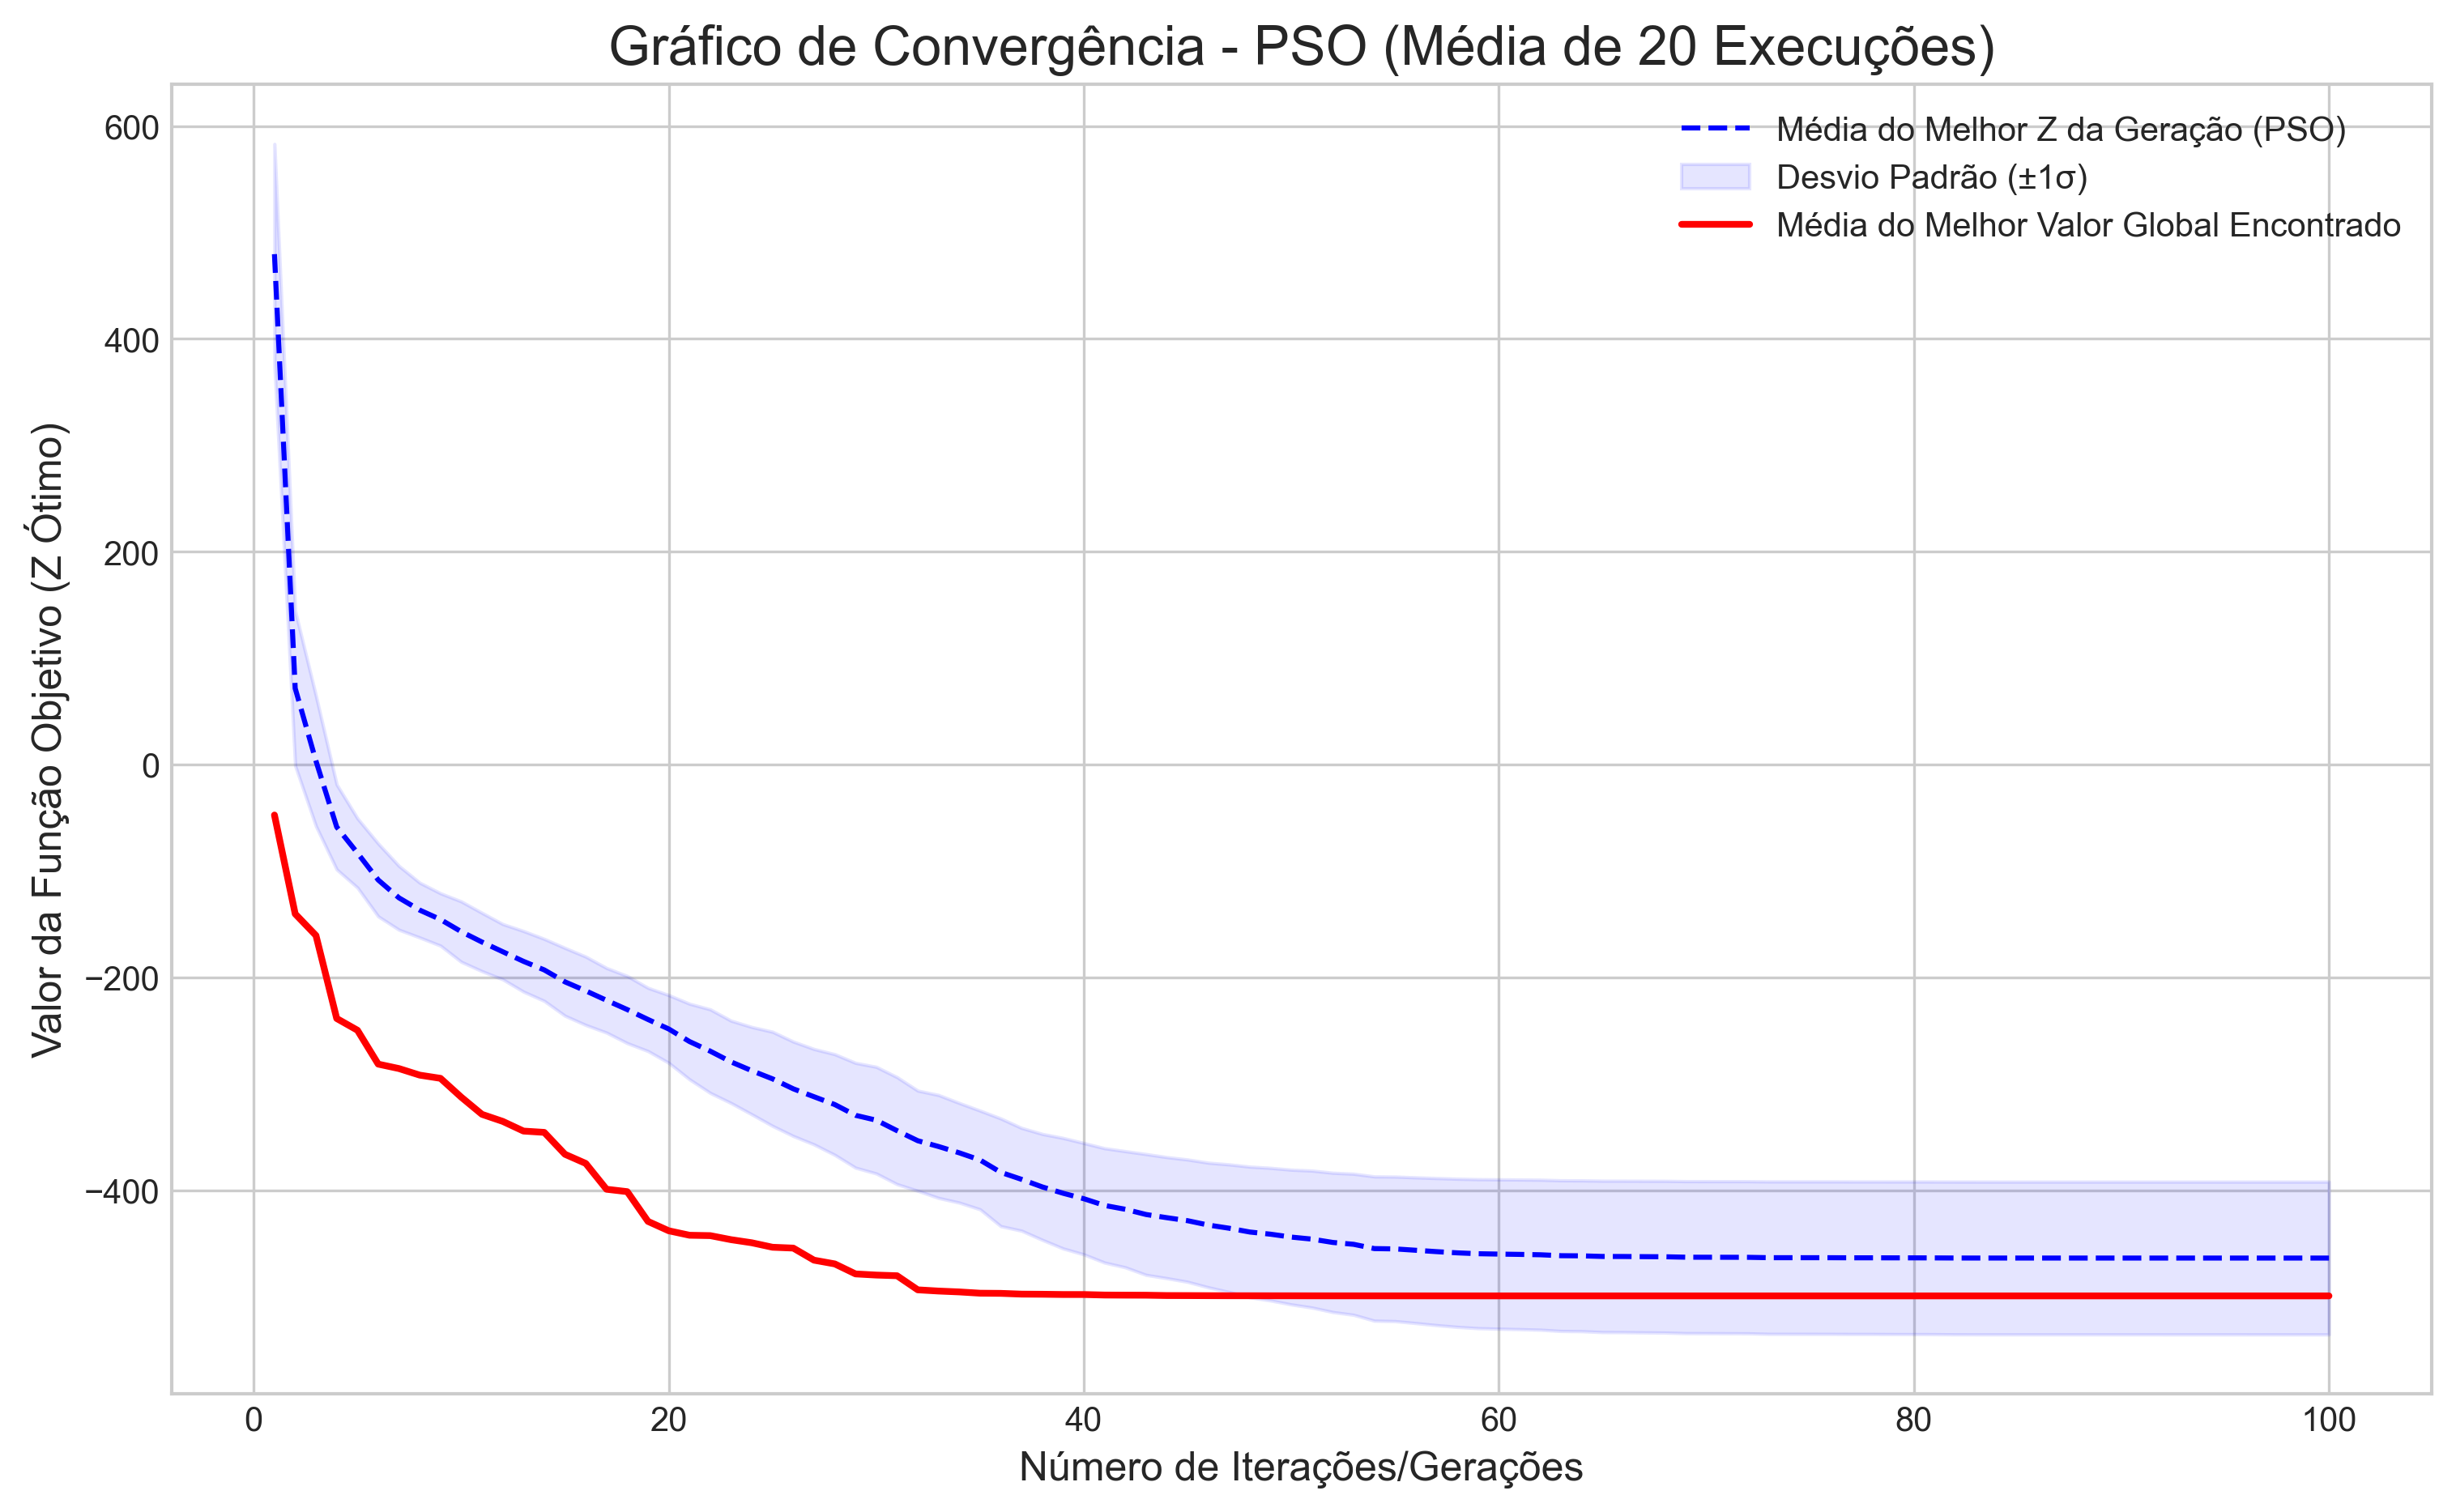 Gráfico de Convergência - PSO (Média de 20 Execuções)
Média do Melhor Z da Geração (PSO)
Desvio Padrão (±1σ)
Média do Melhor Valor Global Encontrado
Valor da Função Objetivo (Z Ótimo)
600
400
200
0
−200
−400
0
20
40
60
80
100
Número de Iterações/Gerações